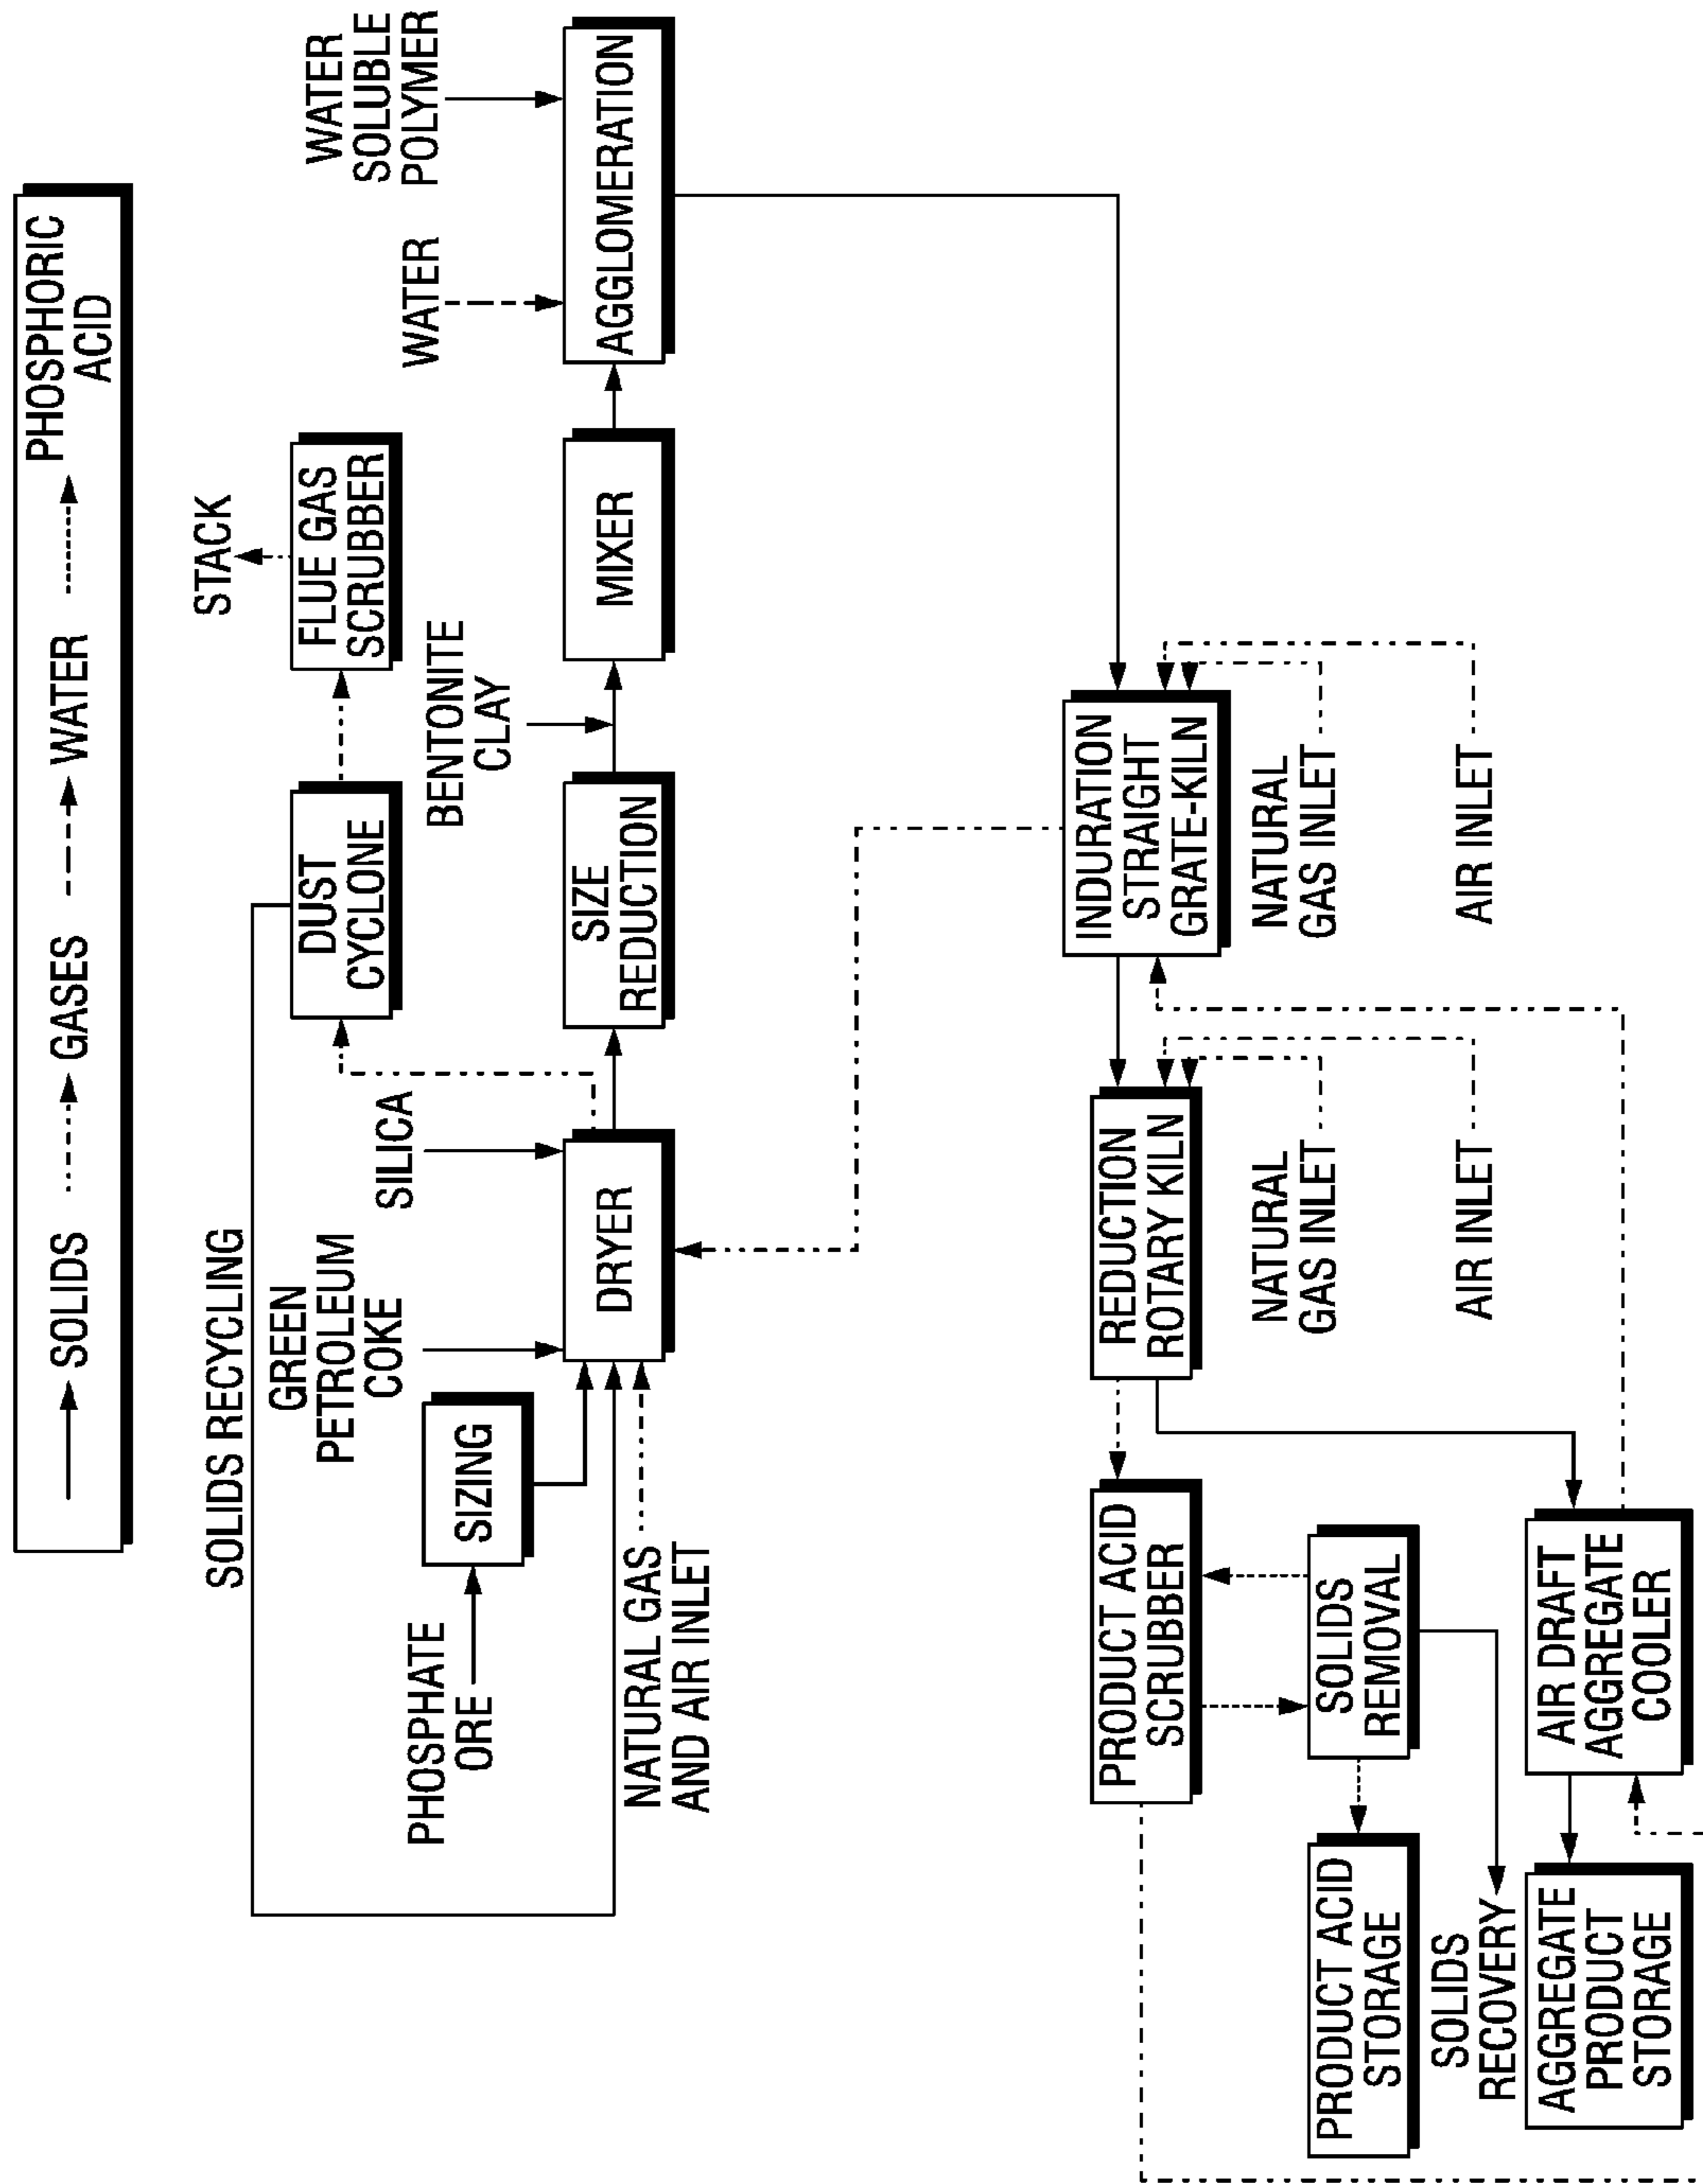 SOLIDS
GASES
WATER
PHOSPHORIC
ACID
STACK
SOLIDS RECYCLING
DUST
CYCLONE
FLUE GAS
SCRUBBER
GREEN
PETROLEUM
COKE
SILICA
BENTONITE
CLAY
WATER
WATER
SOLUBLE
POLYMER
PHOSPHATE
ORE
SIZING
DRYER
SIZE
REDUCTION
MIXER
AGGLOMERATION
NATURAL GAS
AND AIR INLET
PRODUCT ACID
SCRUBBER
REDUCTION
ROTARY KILN
INDURATION
STRAIGHT
GRATE-KILN
PRODUCT ACID
STORAGE
SOLIDS
REMOVAL
NATURAL
GAS INLET
NATURAL
GAS INLET
SOLIDS
RECOVERY
AIR INLET
AIR INLET
AGGREGATE
PRODUCT
STORAGE
AIR DRAFT
AGGREGATE
COOLER